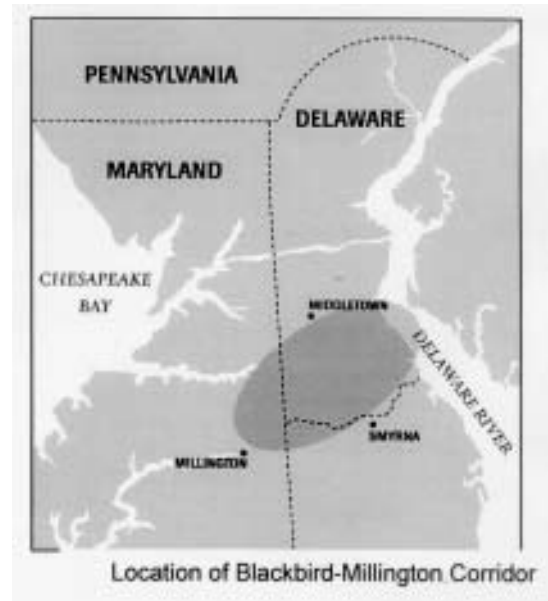 PENNSYLVANIA
DELAWARE
MARYLAND
CHESAPEAKE
BAY
MIDDLETOWN
DELAWARE RIVER
SMYRNA
MILLINGTON
Location of Blackbird-Millington Corridor